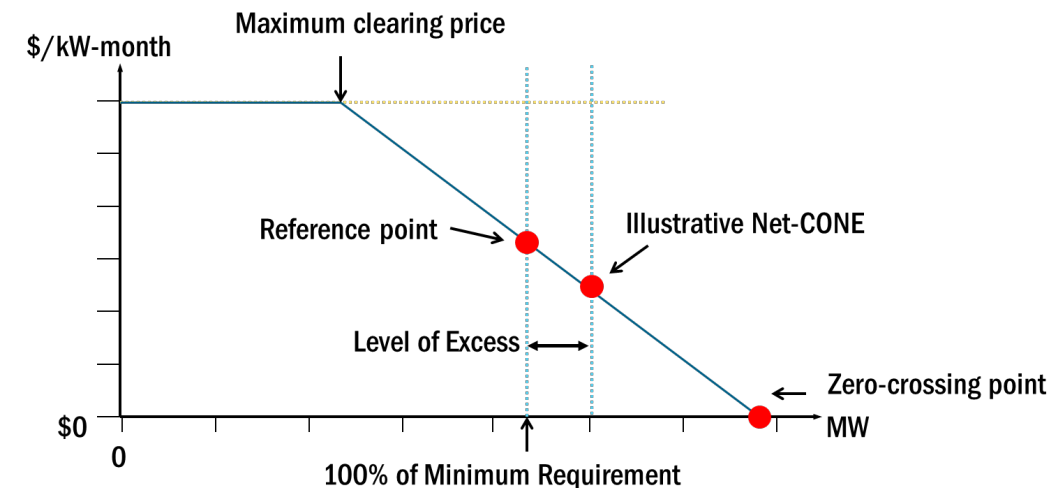 Maximum clearing price
$/kW-month
Illustrative Net-CONE
Reference point
Level of Excess
Zero-crossing point
$0
MW
0
100% of Minimum Requirement